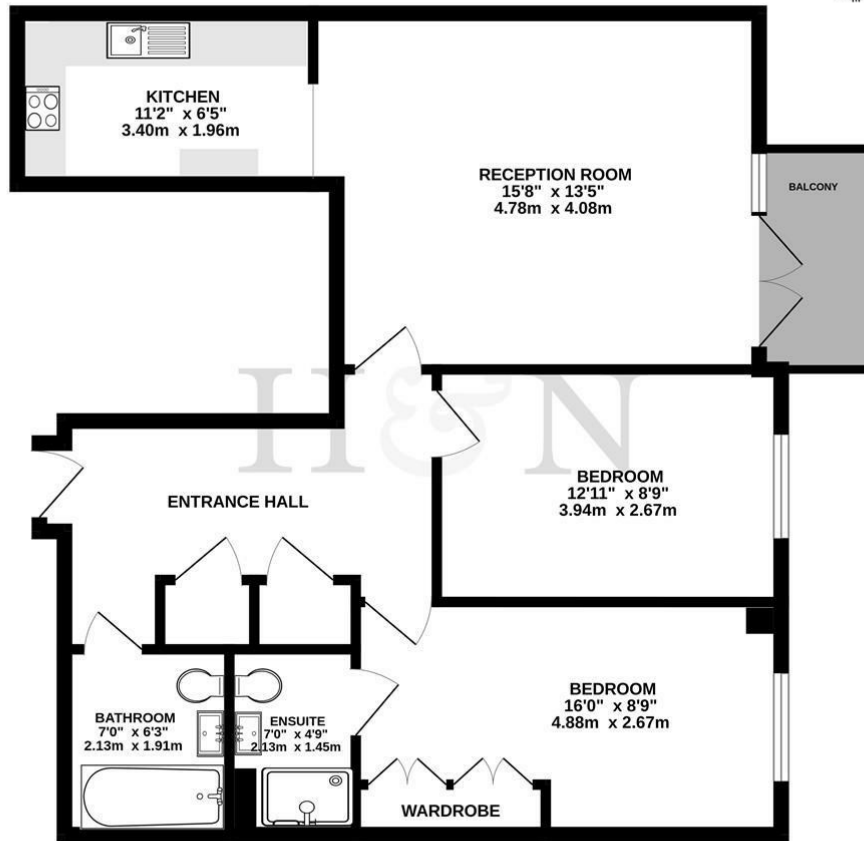 KITCHEN
11'2" x 6'5"
3.40m x 1.96m
RECEPTION ROOM
15'8" x 13'5"
4.78m x 4.08m
BALCONY
H&N
BEDROOM
12'11" x 8'9"
3.94m x 2.67m
ENTRANCE HALL
BEDROOM
16'0" x 8'9"
4.88m x 2.67m
BATHROOM
7'0" x 6'3"
2.13m x 1.91m
ENSUITE
7'0" x 4'9"
2.13m x 1.45m
WARDROBE